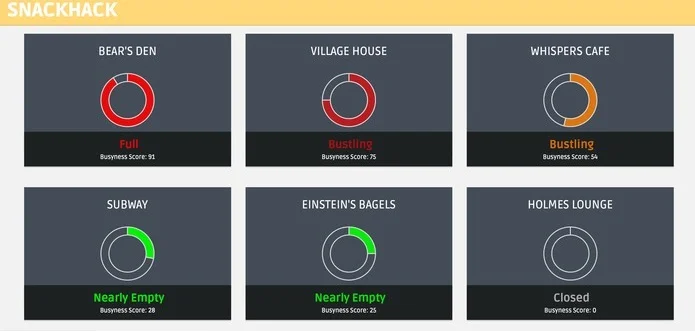 SNACKHACK
BEAR'S DEN
Full
Busyness Score: 91
VILLAGE HOUSE
Bustling
Busyness Score: 75
WHISPERS CAFE
Bustling
Busyness Score: 54
SUBWAY
Nearly Empty
Busyness Score: 28
EINSTEIN'S BAGELS
Nearly Empty
Busyness Score: 25
HOLMES LOUNGE
Closed
Busyness Score: 0